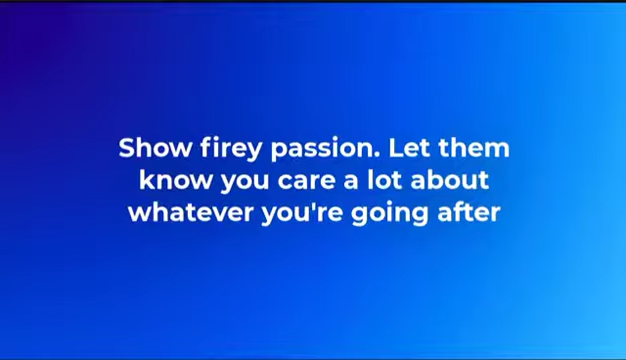 Show firey passion. Let them
know you care a lot about
whatever you're going after